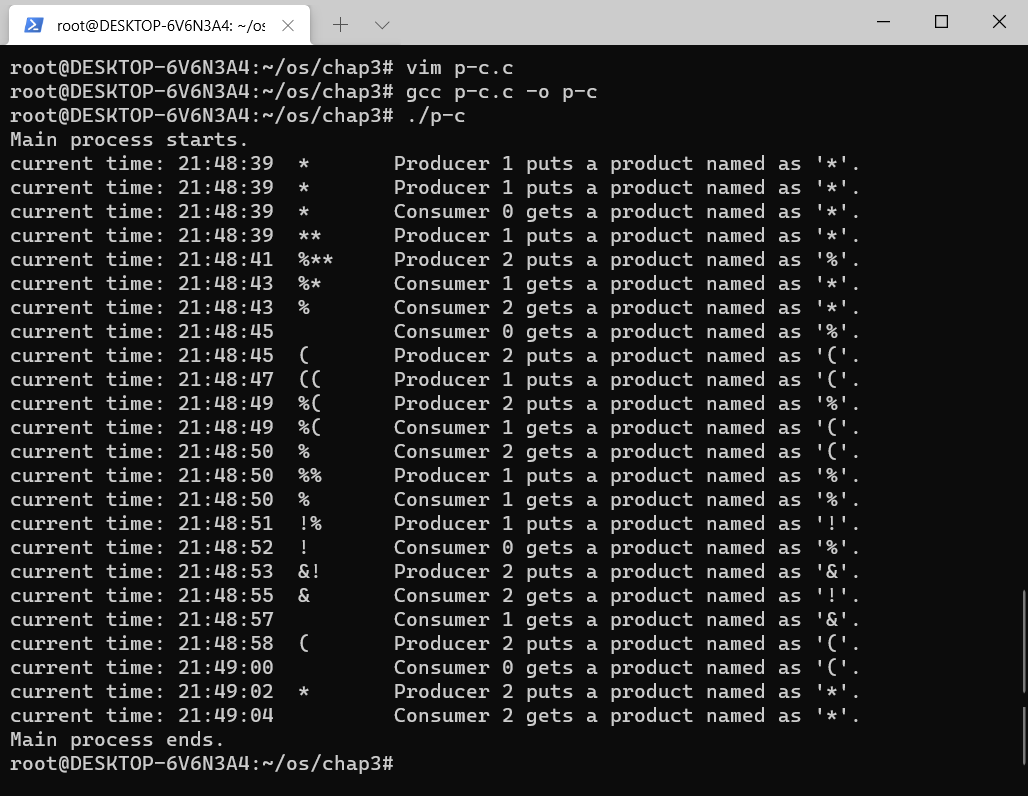 root@DESKTOP-6V6N3A4: ~/os
root@DESKTOP-6V6N3A4:~/os/chap3# vim p-c.c
root@DESKTOP-6V6N3A4:~/os/chap3# gcc p-c.c -o p-c
root@DESKTOP-6V6N3A4:~/os/chap3# ./p-c
Main process starts.
current time: 21:48:39  *       Producer 1 puts a product named as '*'.
current time: 21:48:39  *       Producer 1 puts a product named as '*'.
current time: 21:48:39  *       Consumer 0 gets a product named as '*'.
current time: 21:48:39  **      Producer 1 puts a product named as '*'.
current time: 21:48:41  %**     Producer 2 puts a product named as '%'.
current time: 21:48:43  %*      Consumer 1 gets a product named as '*'.
current time: 21:48:43  %       Consumer 2 gets a product named as '*'.
current time: 21:48:45          Consumer 0 gets a product named as '%'.
current time: 21:48:45  (       Producer 2 puts a product named as '('.
current time: 21:48:47  ((      Producer 1 puts a product named as '('.
current time: 21:48:49  %(      Producer 2 puts a product named as '%'.
current time: 21:48:49  %(      Consumer 1 gets a product named as '('.
current time: 21:48:50  %       Consumer 2 gets a product named as '('.
current time: 21:48:50  %%      Producer 1 puts a product named as '%'.
current time: 21:48:50  %       Consumer 1 gets a product named as '%'.
current time: 21:48:51  !%      Producer 1 puts a product named as '!'.
current time: 21:48:52  !       Consumer 0 gets a product named as '%'.
current time: 21:48:53  &!      Producer 2 puts a product named as '&'.
current time: 21:48:55  &       Consumer 2 gets a product named as '!'.
current time: 21:48:57          Consumer 1 gets a product named as '&'.
current time: 21:48:58  (       Producer 2 puts a product named as '('.
current time: 21:49:00          Consumer 0 gets a product named as '('.
current time: 21:49:02  *       Producer 2 puts a product named as '*'.
current time: 21:49:04          Consumer 2 gets a product named as '*'.
Main process ends.
root@DESKTOP-6V6N3A4:~/os/chap3#